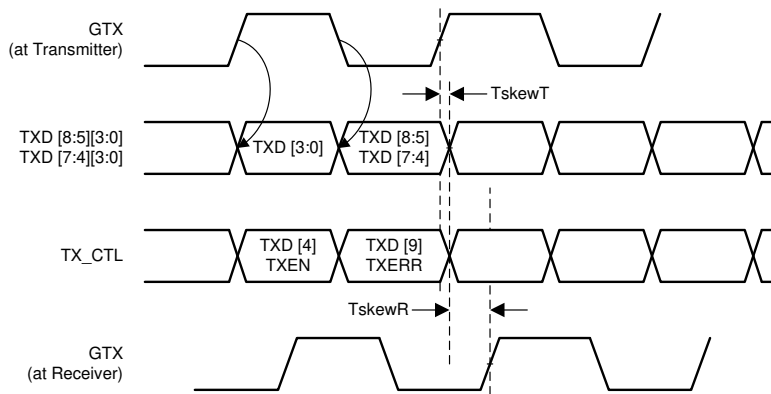 GTX
(at Transmitter)
TskewT
TXD [8:5][3:0]
TXD [7:4][3:0]
TXD [3:0]
TXD [8:5]
TXD [7:4]
TX_CTL
TXD [4]
TXEN
TXD [9]
TXERR
TskewR
GTX
(at Receiver)